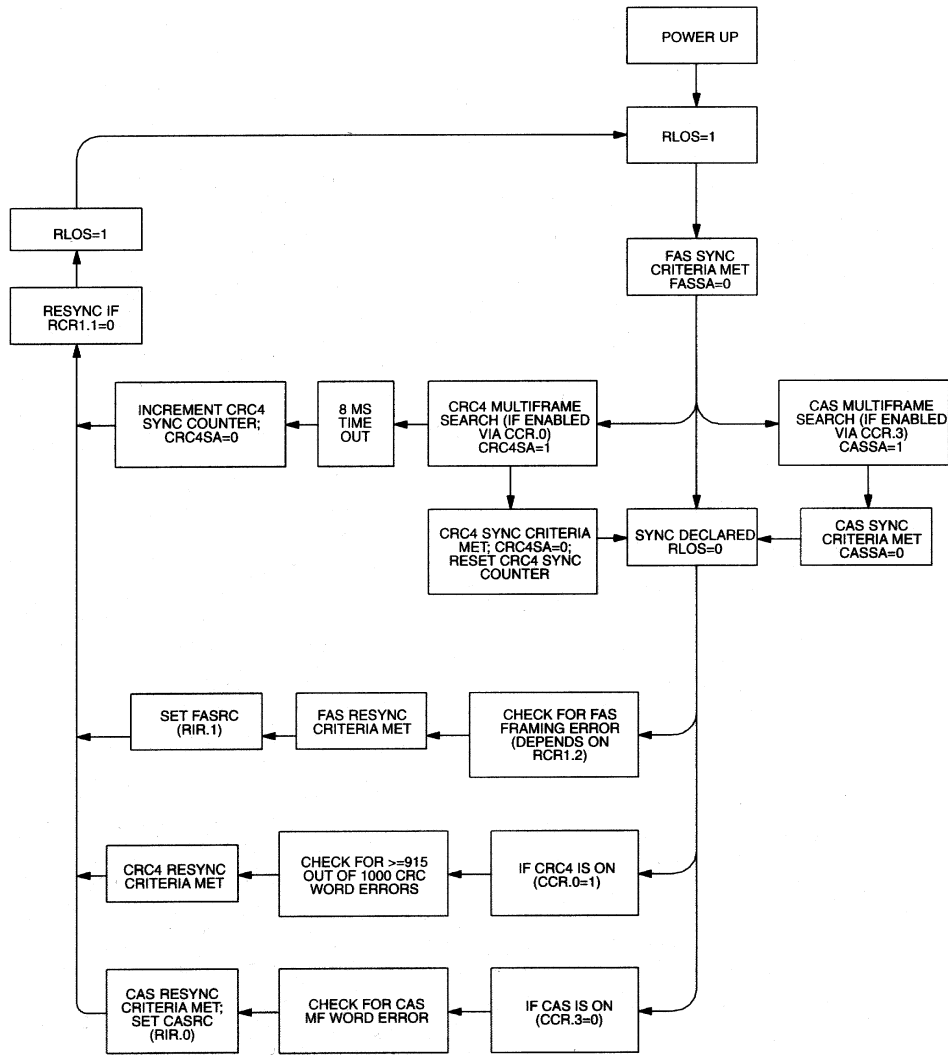 POWER UP
RLOS=1
RLOS=1
FAS SYNC
CRITERIA MET
FASSA=0
RESYNC IF
RCR1.1=0
INCREMENT CRC4
SYNC COUNTER;
CRC4SA=0
8 MS
TIME
OUT
CRC4 MULTIFRAME
SEARCH (IF ENABLED
VIA CCR.0)
CRC4SA=1
CAS MULTIFRAME
SEARCH (IF ENABLED
VIA CCR.3)
CASSA=1
CRC4 SYNC CRITERIA
MET; CRC4SA=0;
RESET CRC4 SYNC
COUNTER
SYNC DECLARED
RLOS=0
CAS SYNC
CRITERIA MET
CASSA=0
SET FASRC
(RIR.1)
FAS RESYNC
CRITERIA MET
CHECK FOR FAS
FRAMING ERROR
(DEPENDS ON
RCR1.2)
CRC4 RESYNC
CRITERIA MET
CHECK FOR >=915
OUT OF 1000 CRC
WORD ERRORS
IF CRC4 IS ON
(CCR.0=1)
CAS RESYNC
CRITERIA MET;
SET CASRC
(RIR.0)
CHECK FOR CAS
MF WORD ERROR
IF CAS IS ON
(CCR.3=0)